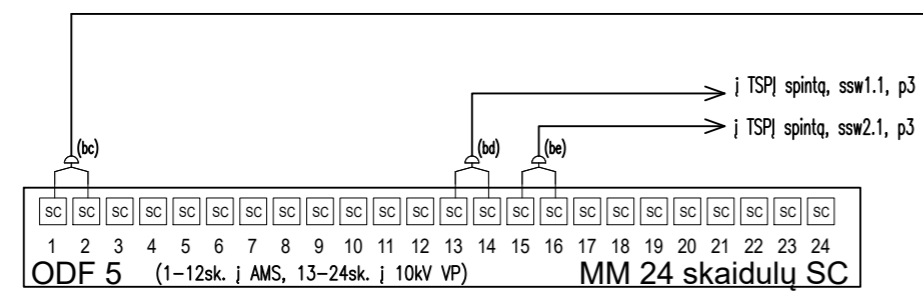 į TSPĮ spintą, ssw1.1, p3
į TSPĮ spintą, ssw2.1, p3
(bc) (bd) (be)
SC SC SC SC SC SC SC SC SC SC SC SC SC SC SC SC SC SC SC SC SC SC SC SC
1 2 3 4 5 6 7 8 9 10 11 12 13 14 15 16 17 18 19 20 21 22 23 24
ODF 5 (1-12sk. į AMS, 13-24sk. į 10kV VP) MM 24 skaidulų SC